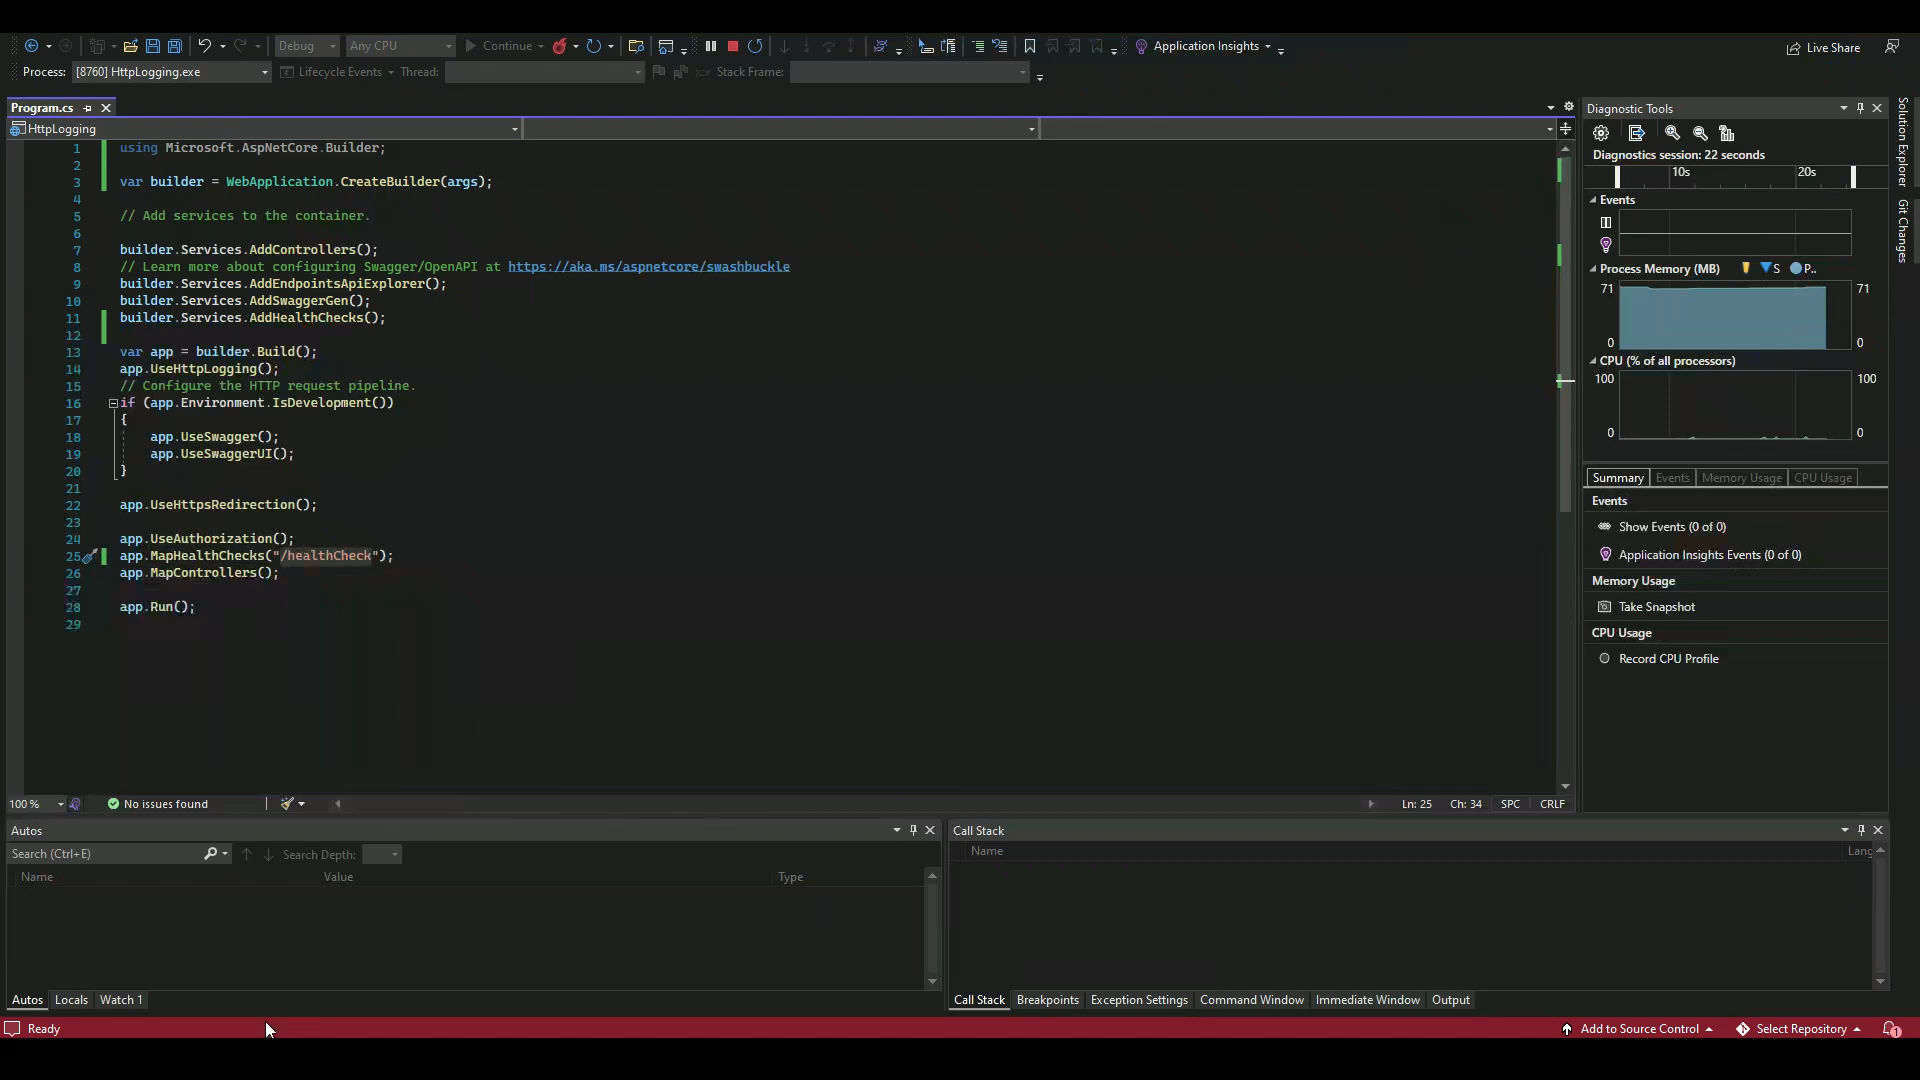 Debug Any CPU Continue Application Insights Live Share
Process: [8760] HttpLogging.exe Lifecycle Events Thread: Stack Frame:
Program.cs
HttpLogging
1 using Microsoft.AspNetCore.Builder;
2
3 var builder = WebApplication.CreateBuilder(args);
4
5 // Add services to the container.
6
7 builder.Services.AddControllers();
8 // Learn more about configuring Swagger/OpenAPI at https://aka.ms/aspnetcore/swashbuckle
9 builder.Services.AddEndpointsApiExplorer();
10 builder.Services.AddSwaggerGen();
11 builder.Services.AddHealthChecks();
12
13 var app = builder.Build();
14 app.UseHttpLogging();
15 // Configure the HTTP request pipeline.
16 if (app.Environment.IsDevelopment())
17 {
18 app.UseSwagger();
19 app.UseSwaggerUI();
20 }
21
22 app.UseHttpsRedirection();
23
24 app.UseAuthorization();
25 app.MapHealthChecks("/healthCheck");
26 app.MapControllers();
27
28 app.Run();
29
100 % No issues found Ln: 25 Ch: 34 SPC CRLF
Diagnostic Tools
Diagnostics session: 22 seconds
10s 20s
Events
Process Memory (MB) S P..
71 71
0 0
CPU (% of all processors)
100 100
0 0
Summary Events Memory Usage CPU Usage
Events
Show Events (0 of 0)
Application Insights Events (0 of 0)
Memory Usage
Take Snapshot
CPU Usage
Record CPU Profile
Solution Explorer
Git Changes
Autos
Search (Ctrl+E) Search Depth:
Name Value Type
Autos Locals Watch 1
Call Stack
Name Lang
Call Stack Breakpoints Exception Settings Command Window Immediate Window Output
Ready Add to Source Control Select Repository 1